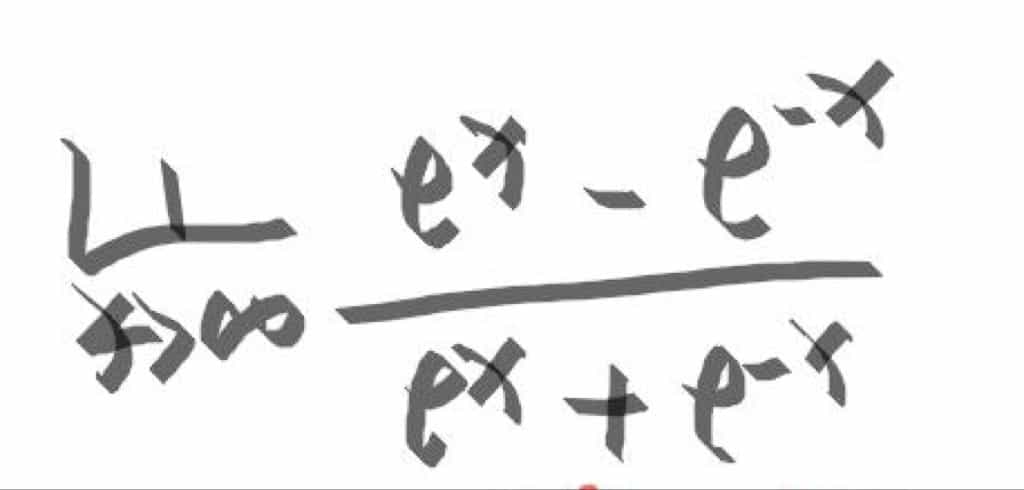 Lt x→∞ (e^x - e^-x) / (e^x + e^-x)